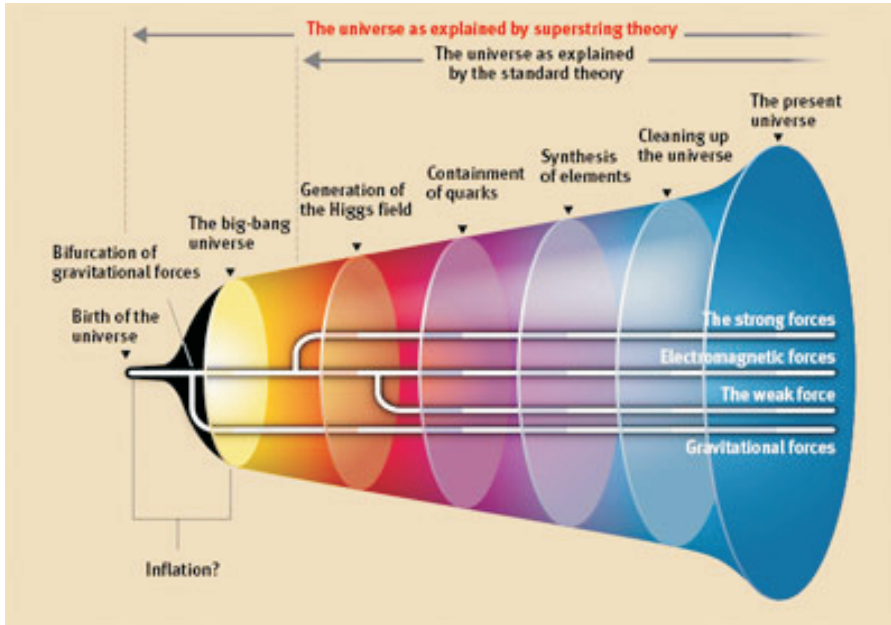 The universe as explained by superstring theory
The universe as explained
by the standard theory
The present
universe
Cleaning up
the universe
Synthesis
of elements
Containment
of quarks
Generation of
the Higgs field
The big-bang
universe
Bifurcation of
gravitational forces
Birth of the
universe
The strong forces
Electromagnetic forces
The weak force
Gravitational forces
Inflation?